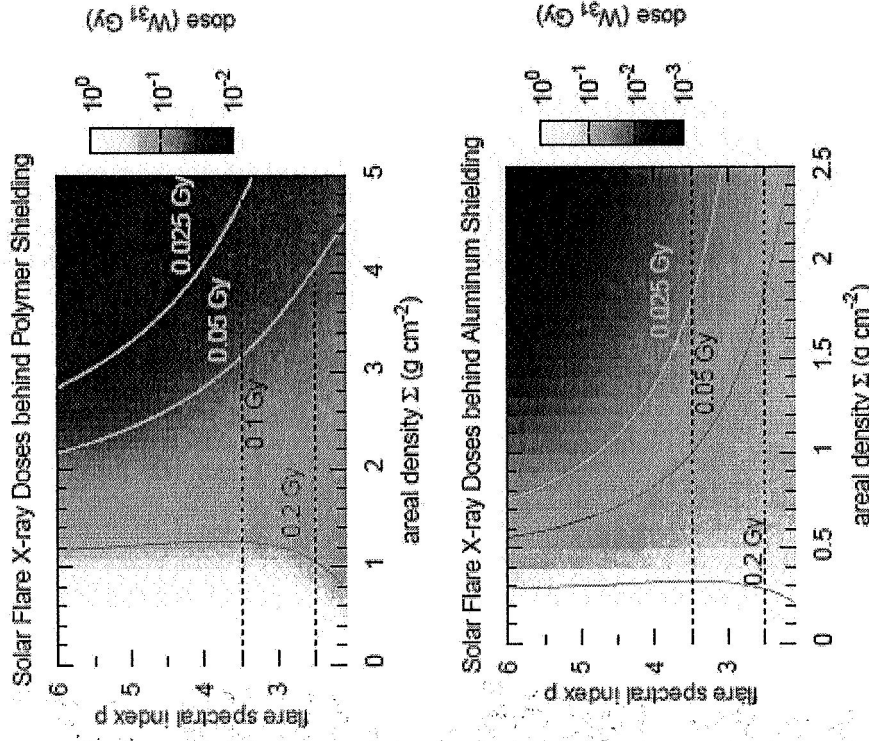 Solar Flare X-ray Doses behind Polymer Shielding
flare spectral index p
6
5
4
3
0.025 Gy
0.05 Gy
0.1 Gy
0.2 Gy
0 1 2 3 4 5
areal density Σ (g cm⁻²)
10⁰
10⁻¹
10⁻²
dose (W₃₁ Gy)
Solar Flare X-ray Doses behind Aluminum Shielding
flare spectral index p
6
5
4
3
0.025 Gy
0.05 Gy
0.2 Gy
0 0.5 1 1.5 2 2.5
areal density Σ (g cm⁻²)
10⁰
10⁻¹
10⁻²
10⁻³
dose (W₃₁ Gy)